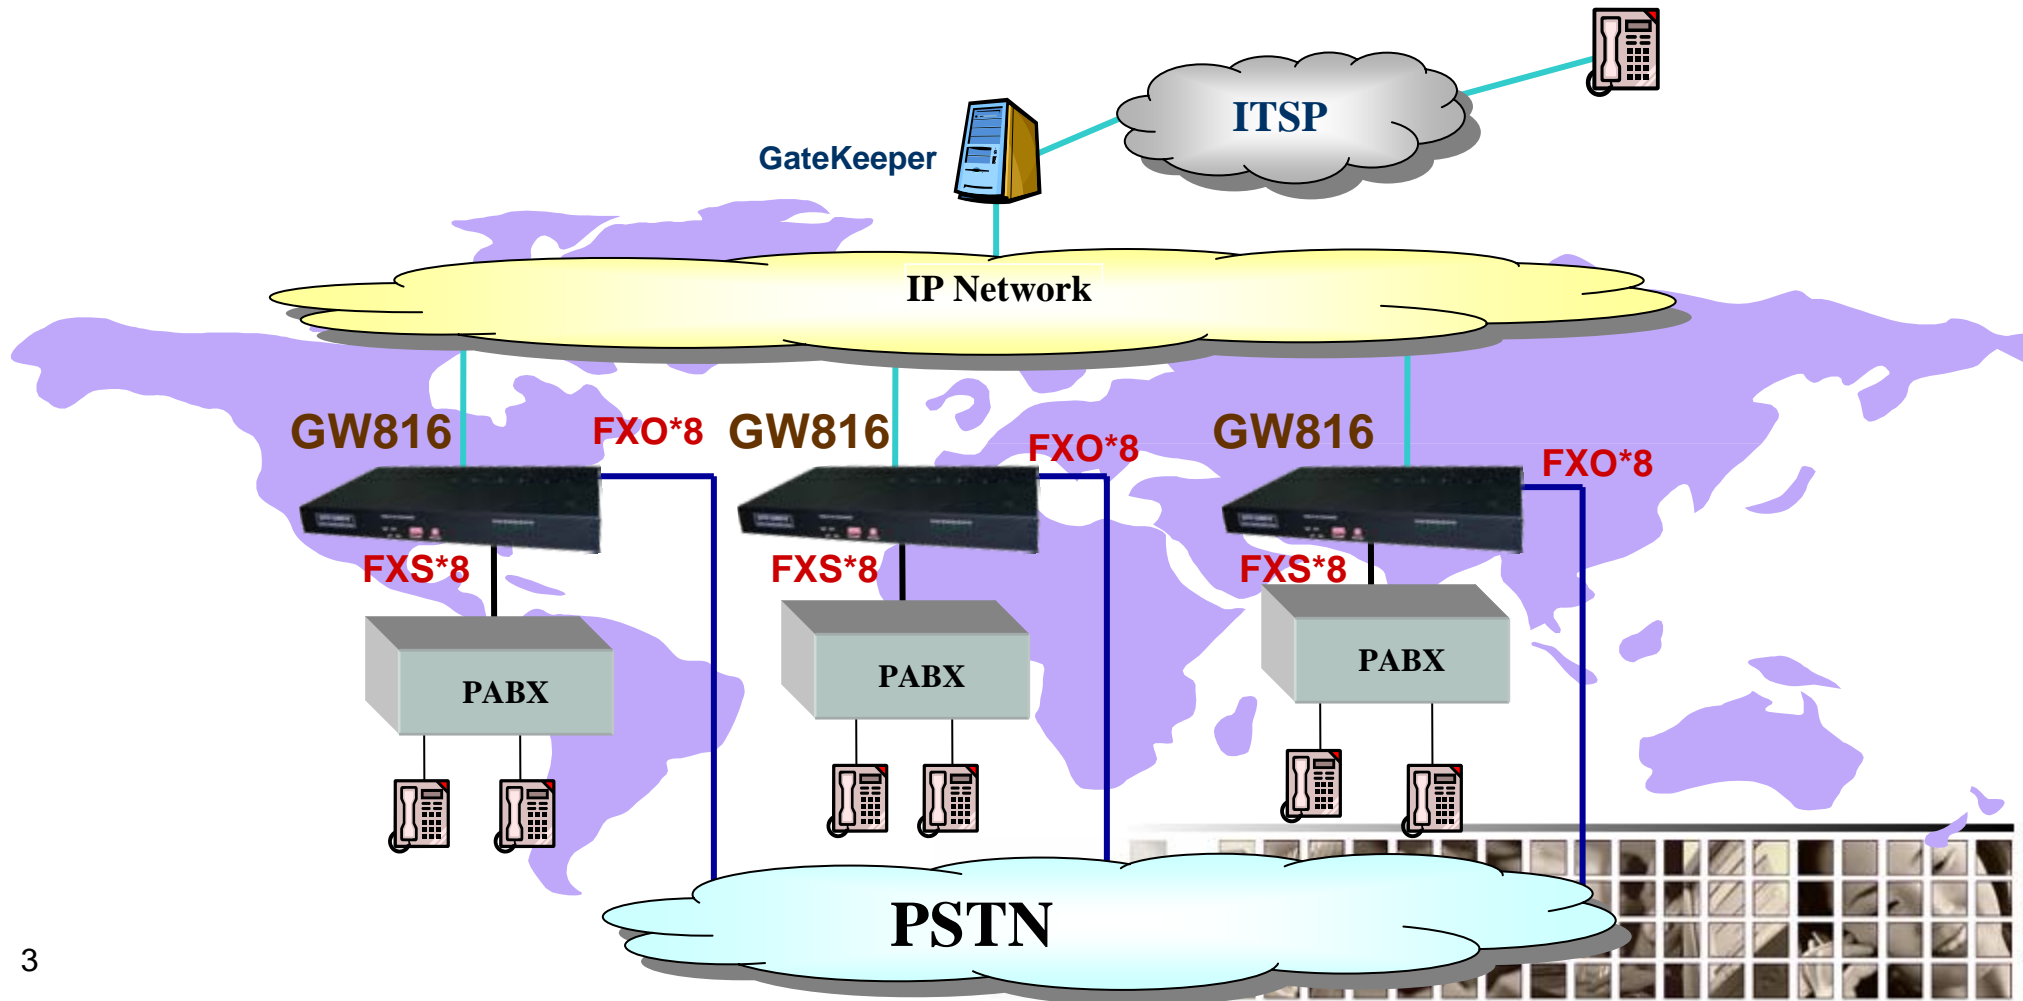 ITSP
GateKeeper
IP Network
GW816
FXO*8
GW816
FXO*8
GW816
FXO*8
FXS*8
FXS*8
FXS*8
PABX
PABX
PABX
PSTN
3